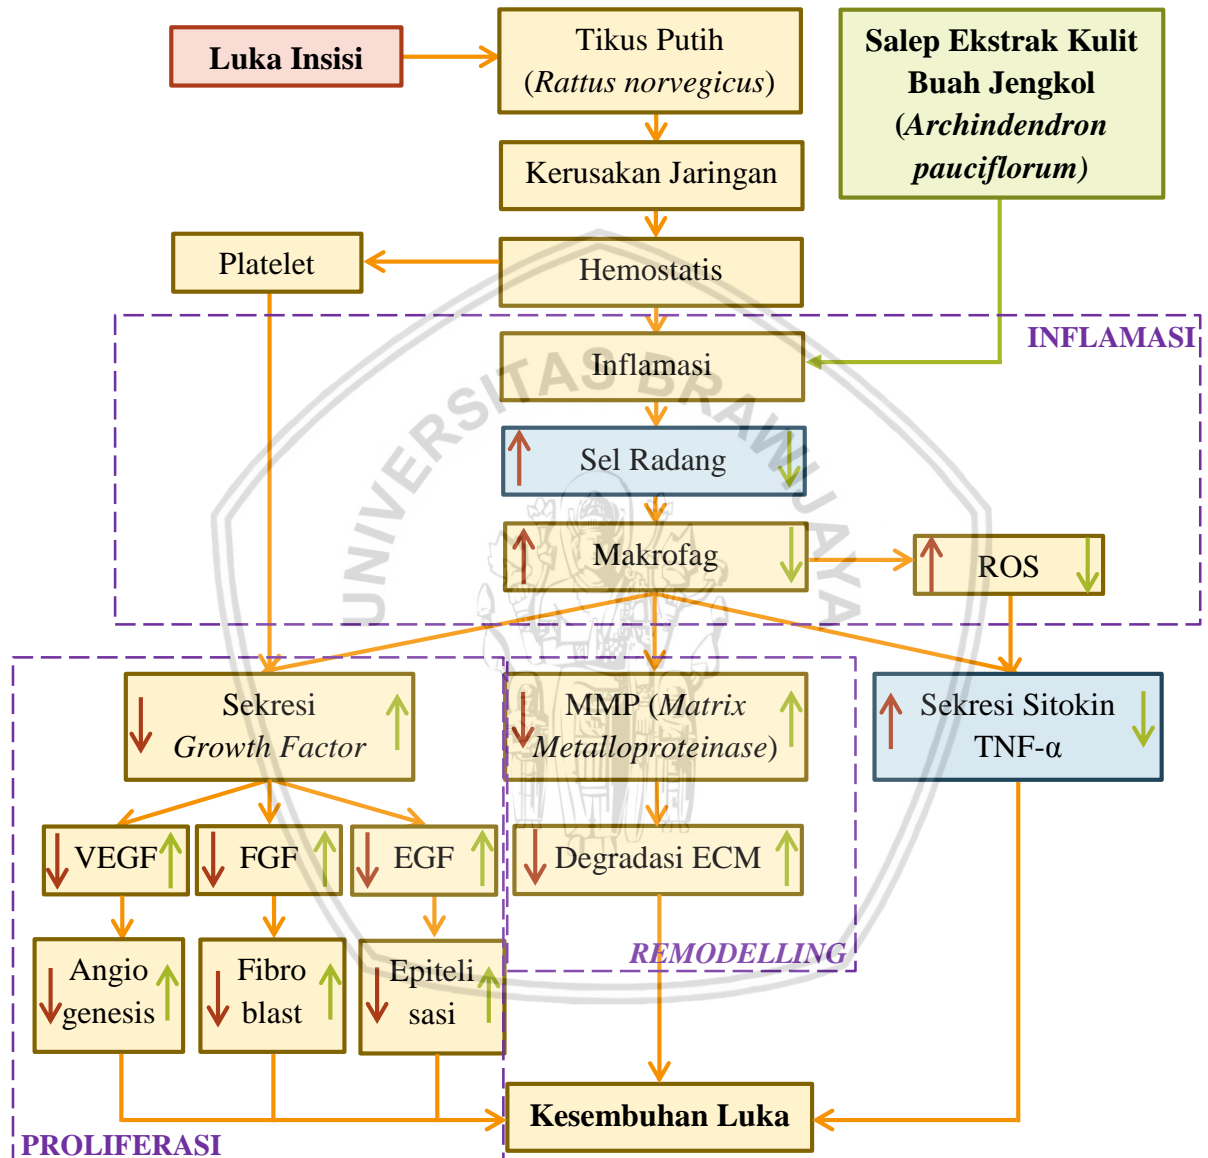 Luka Insisi
Tikus Putih
(Rattus norvegicus)
Salep Ekstrak Kulit
Buah Jengkol
(Archindendron
pauciflorum)
Kerusakan Jaringan
Platelet
Hemostatis
INFLAMASI
Inflamasi
UNIVERSITAS BRAWIJAYA
Sel Radang
Makrofag
ROS
Sekresi
Growth Factor
MMP (Matrix
Metalloproteinase)
Sekresi Sitokin
TNF-α
VEGF
FGF
EGF
Degradasi ECM
REMODELLING
Angio
genesis
Fibro
blast
Epiteli
sasi
Kesembuhan Luka
PROLIFERASI